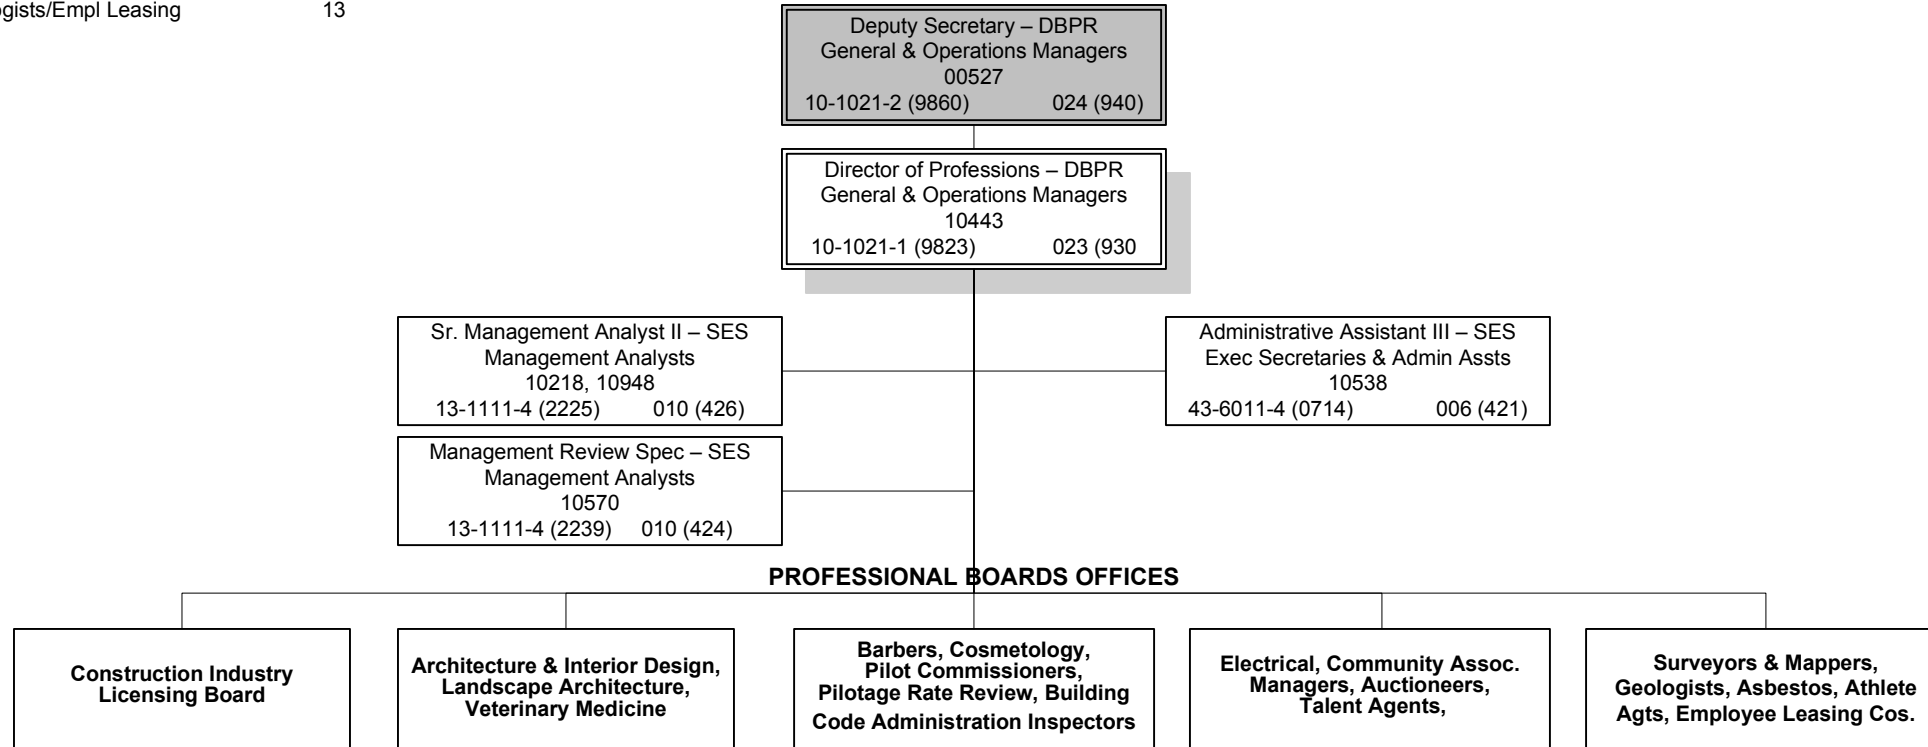 ogists/Empl Leasing 13
Deputy Secretary – DBPR
General & Operations Managers
00527
10-1021-2 (9860) 024 (940)
Director of Professions – DBPR
General & Operations Managers
10443
10-1021-1 (9823) 023 (930
Sr. Management Analyst II – SES
Management Analysts
10218, 10948
13-1111-4 (2225) 010 (426)
Administrative Assistant III – SES
Exec Secretaries & Admin Assts
10538
43-6011-4 (0714) 006 (421)
Management Review Spec – SES
Management Analysts
10570
13-1111-4 (2239) 010 (424)
PROFESSIONAL BOARDS OFFICES
Construction Industry
Licensing Board
Architecture & Interior Design,
Landscape Architecture,
Veterinary Medicine
Barbers, Cosmetology,
Pilot Commissioners,
Pilotage Rate Review, Building
Code Administration Inspectors
Electrical, Community Assoc.
Managers, Auctioneers,
Talent Agents,
Surveyors & Mappers,
Geologists, Asbestos, Athlete
Agts, Employee Leasing Cos.